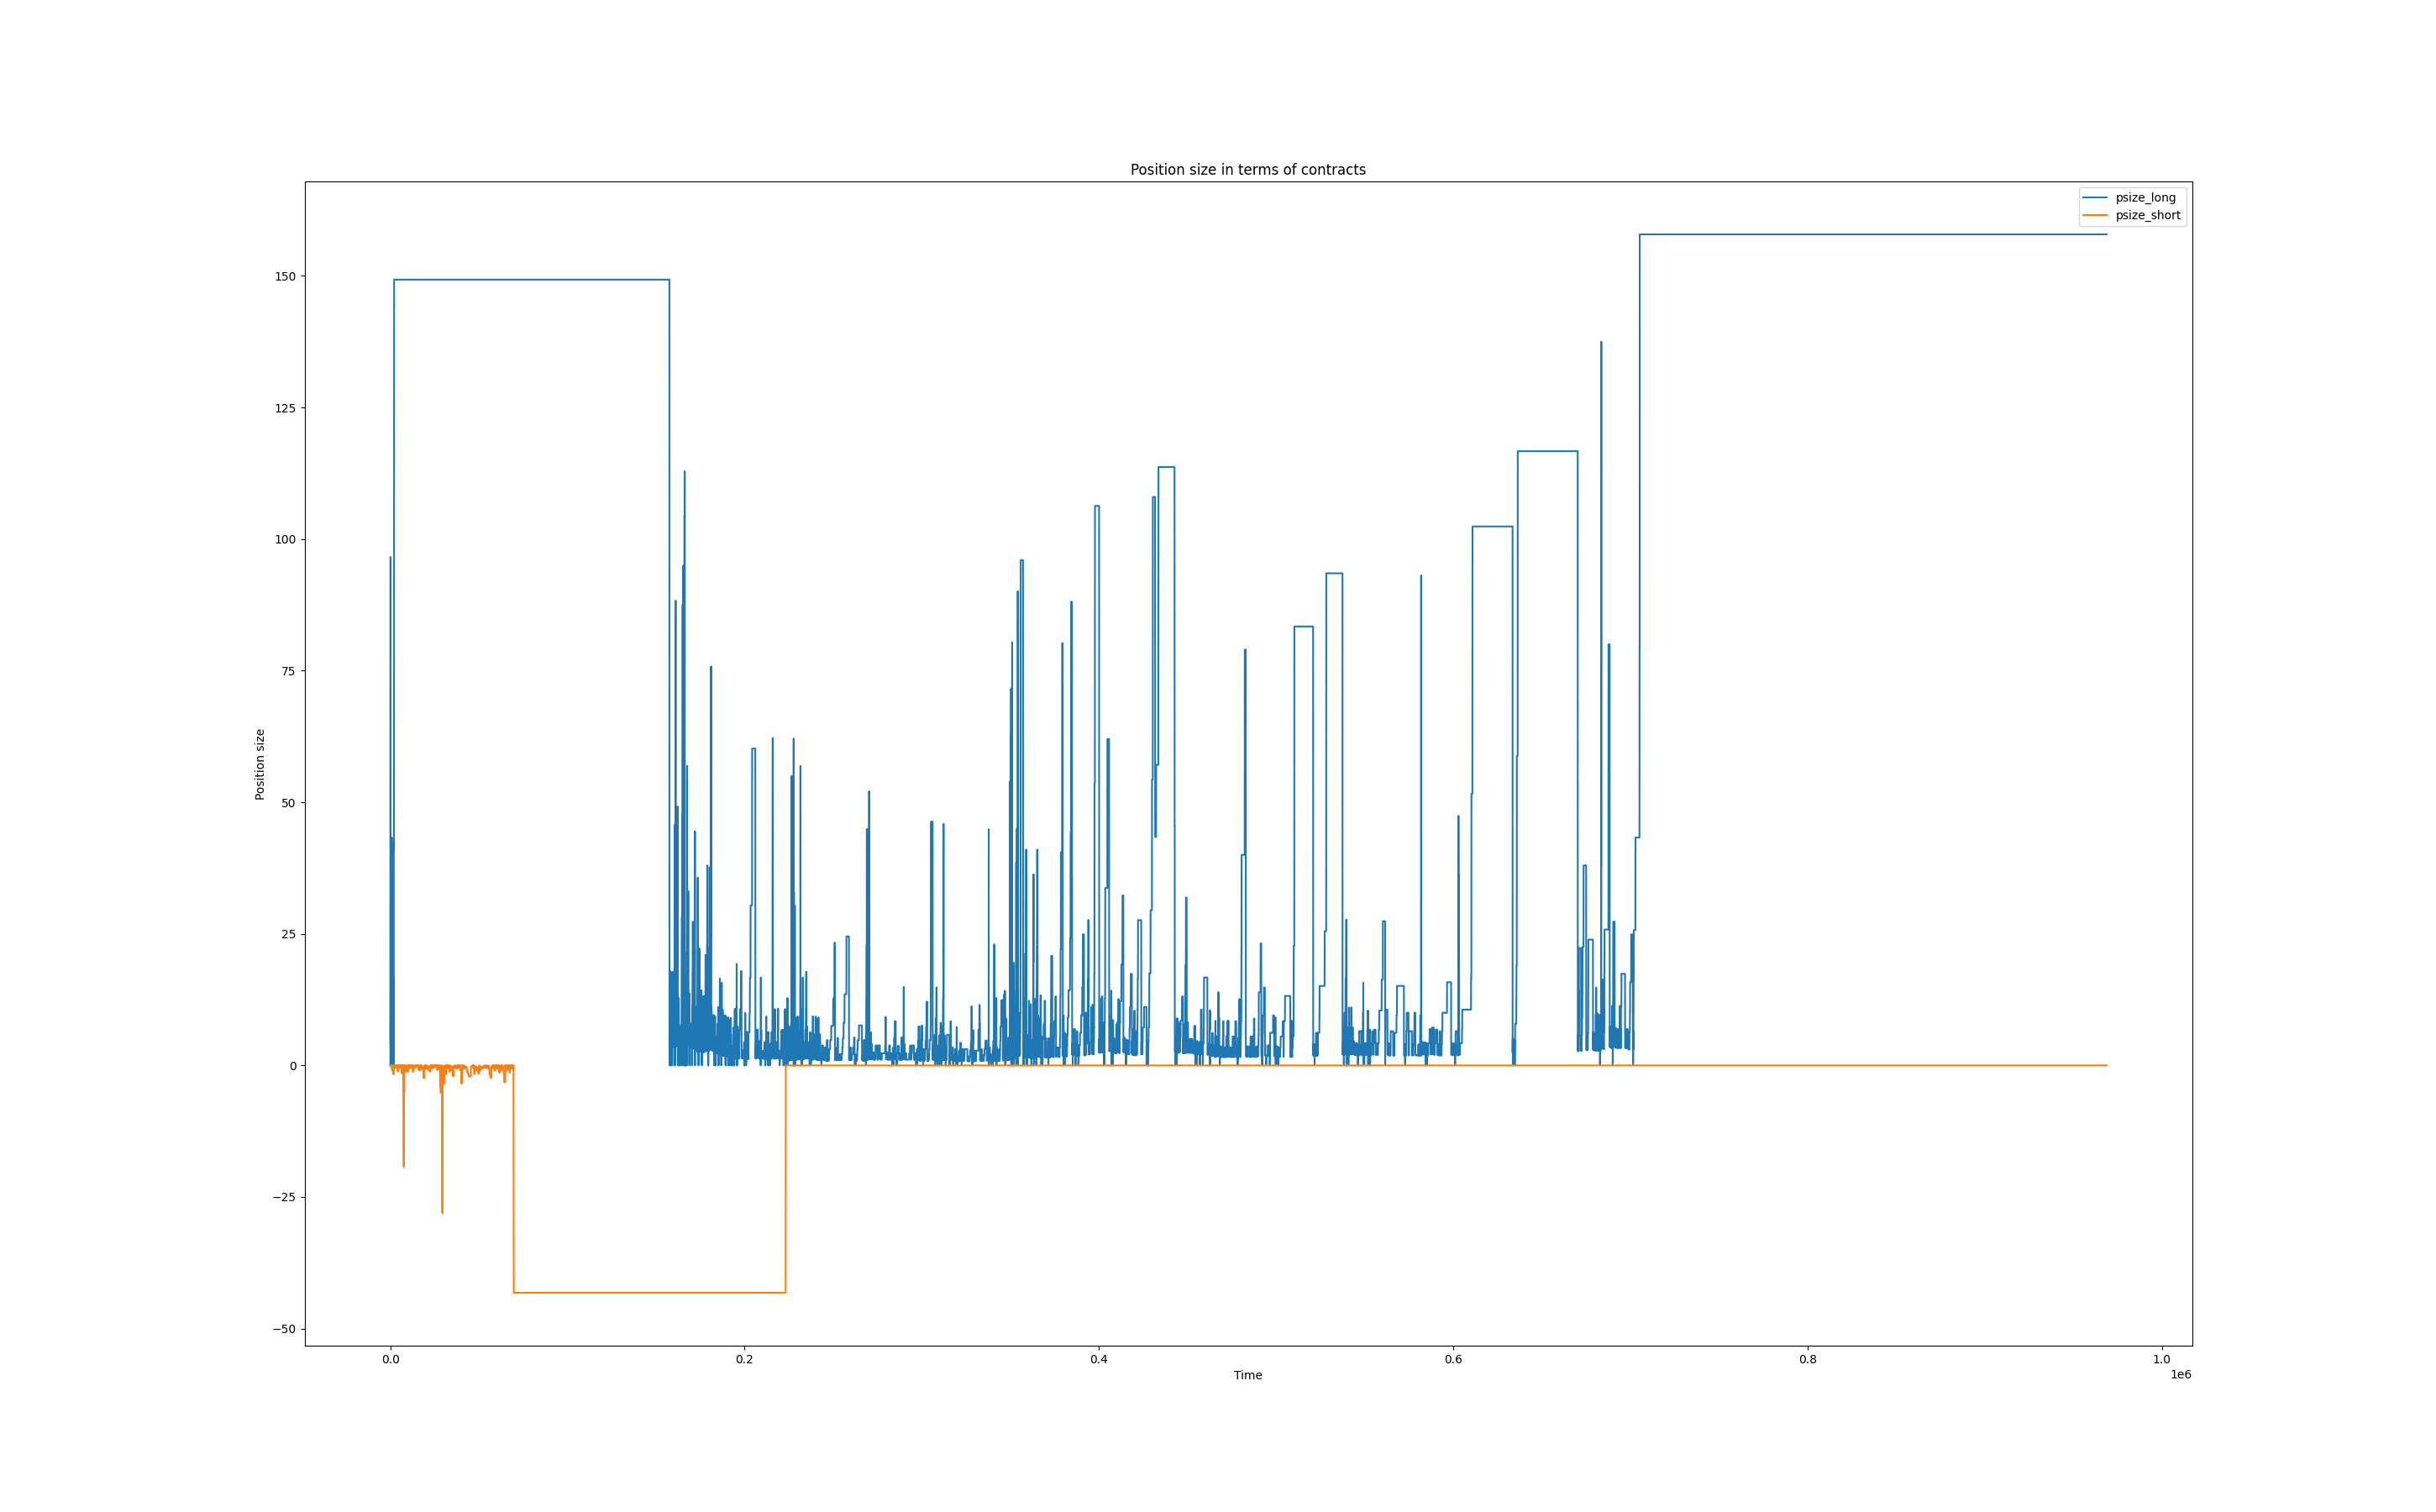 Position size in terms of contracts
psize_long
psize_short
150
125
100
75
50
25
0
−25
−50
Position size
0.0
0.2
0.4
0.6
0.8
1.0
1e6
Time